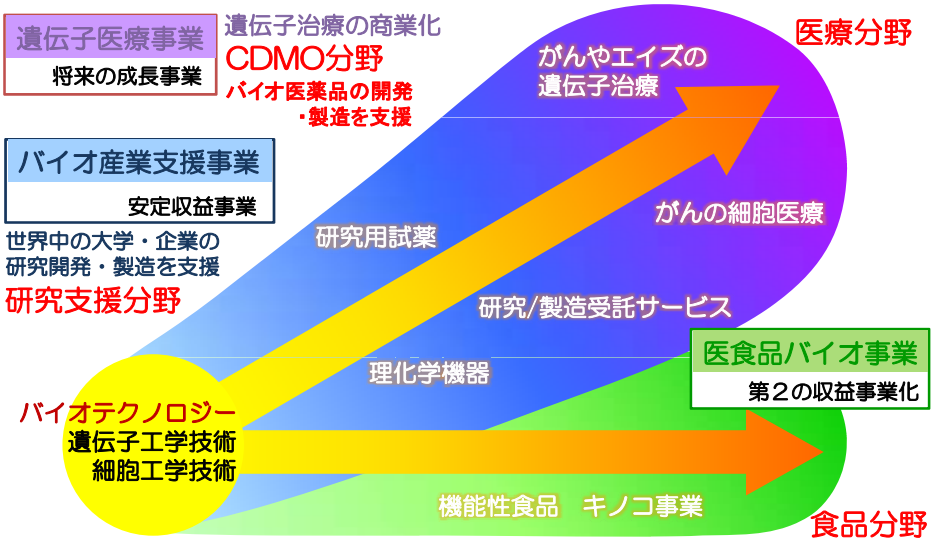 遺伝子医療事業
将来の成長事業
遺伝子治療の商業化
CDMO分野
バイオ医薬品の開発
・製造を支援
医療分野
がんやエイズの
遺伝子治療
バイオ産業支援事業
安定収益事業
世界中の大学・企業の
研究開発・製造を支援
研究支援分野
研究用試薬
がんの細胞医療
研究/製造受託サービス
理化学機器
医食品バイオ事業
第２の収益事業化
バイオテクノロジー
遺伝子工学技術
細胞工学技術
機能性食品　キノコ事業
食品分野